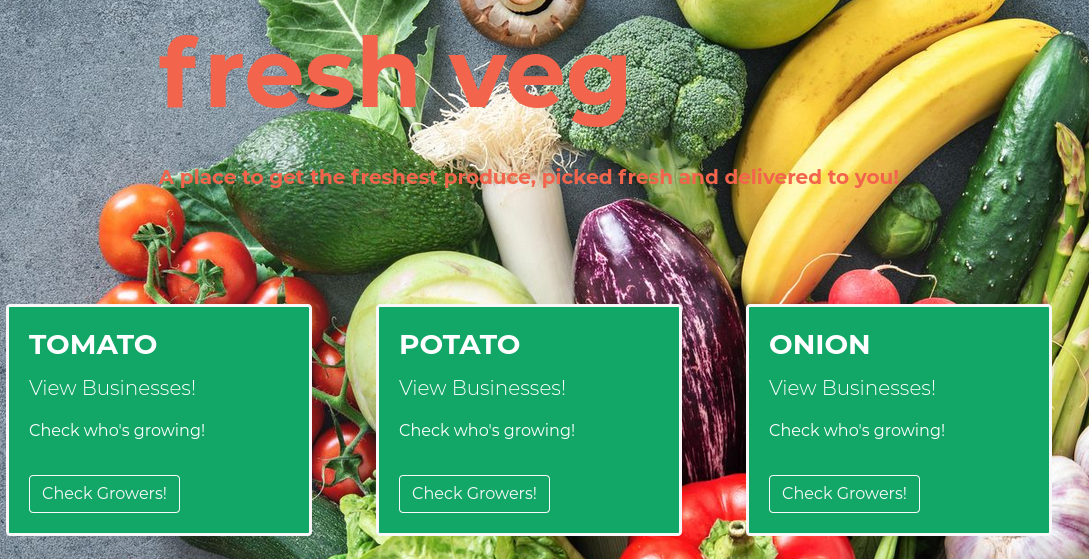 fresh veg
A place to get the freshest produce, picked fresh and delivered to you!
TOMATO
View Businesses!
Check who's growing!
Check Growers!
POTATO
View Businesses!
Check who's growing!
Check Growers!
ONION
View Businesses!
Check who's growing!
Check Growers!